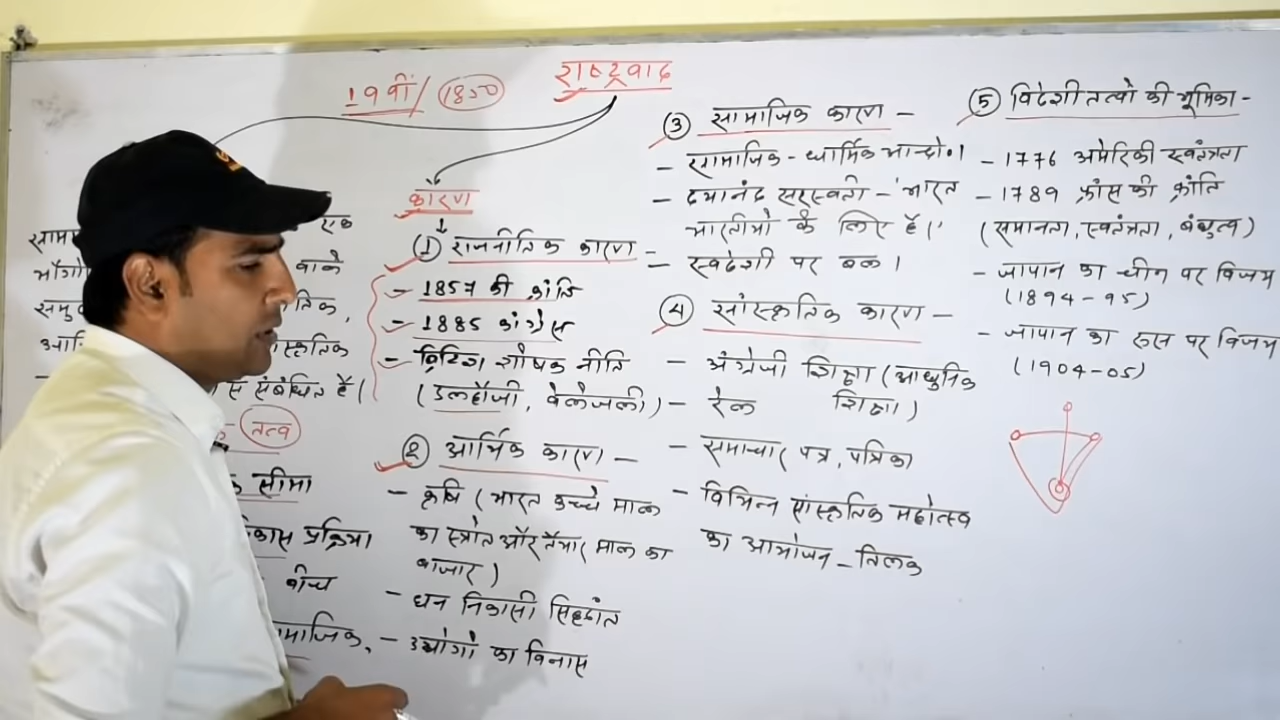 राष्ट्रवाद
19वीं/ 1850
एक
वाले
स्कृतिक
से संबंधित है।
तत्व
सीमा
प्रक्रिया
बीच
कारण
(1) राजनीतिक कारण -
- 1857 की क्रांति
- 1885 कांग्रेस
- ब्रिटिश शोषक नीति
(डलहौजी, वेलेजली)
② आर्थिक कारण -
- कृषि (भारत कच्चे माल
का स्त्रोत और तैयार माल का
बाजार)
- धन निकासी सिद्धांत
- उद्योगों का विनास
③ सामाजिक कारण -
- सामाजिक - धार्मिक आन्दो०।
- दयानंद सरस्वती - 'भारत
भारतीयों के लिए है।'
- स्वदेशी पर बल।
④ सांस्कृतिक कारण -
- अंग्रेजी शिक्षा (आधुनिक
शिक्षा)
- रेल
- समाचार पत्र, पत्रिका
- विभिन्न सांस्कृतिक महोत्सव
का आयोजन - तिलक
⑤ विदेशी तत्वों की भूमिका -
- 1776 अमेरिकी स्वतंत्रता
- 1789 फ्रांस की क्रांति
(समानता, स्वतंत्रता, बंधुत्व)
- जापान का चीन पर विजय
(1894-95)
- जापान का रूस पर विजय
(1904-05)